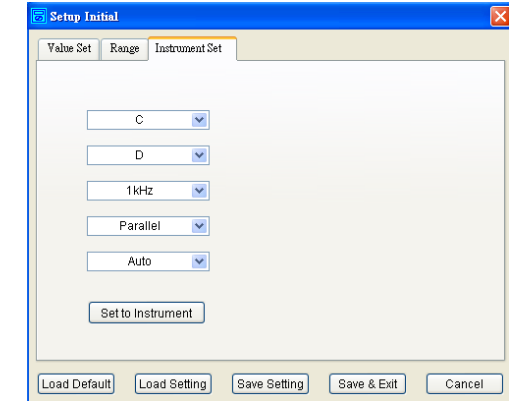 Setup Initial
Value Set Range Instrument Set
C
D
1kHz
Parallel
Auto
Set to Instrument
Load Default Load Setting Save Setting Save & Exit Cancel